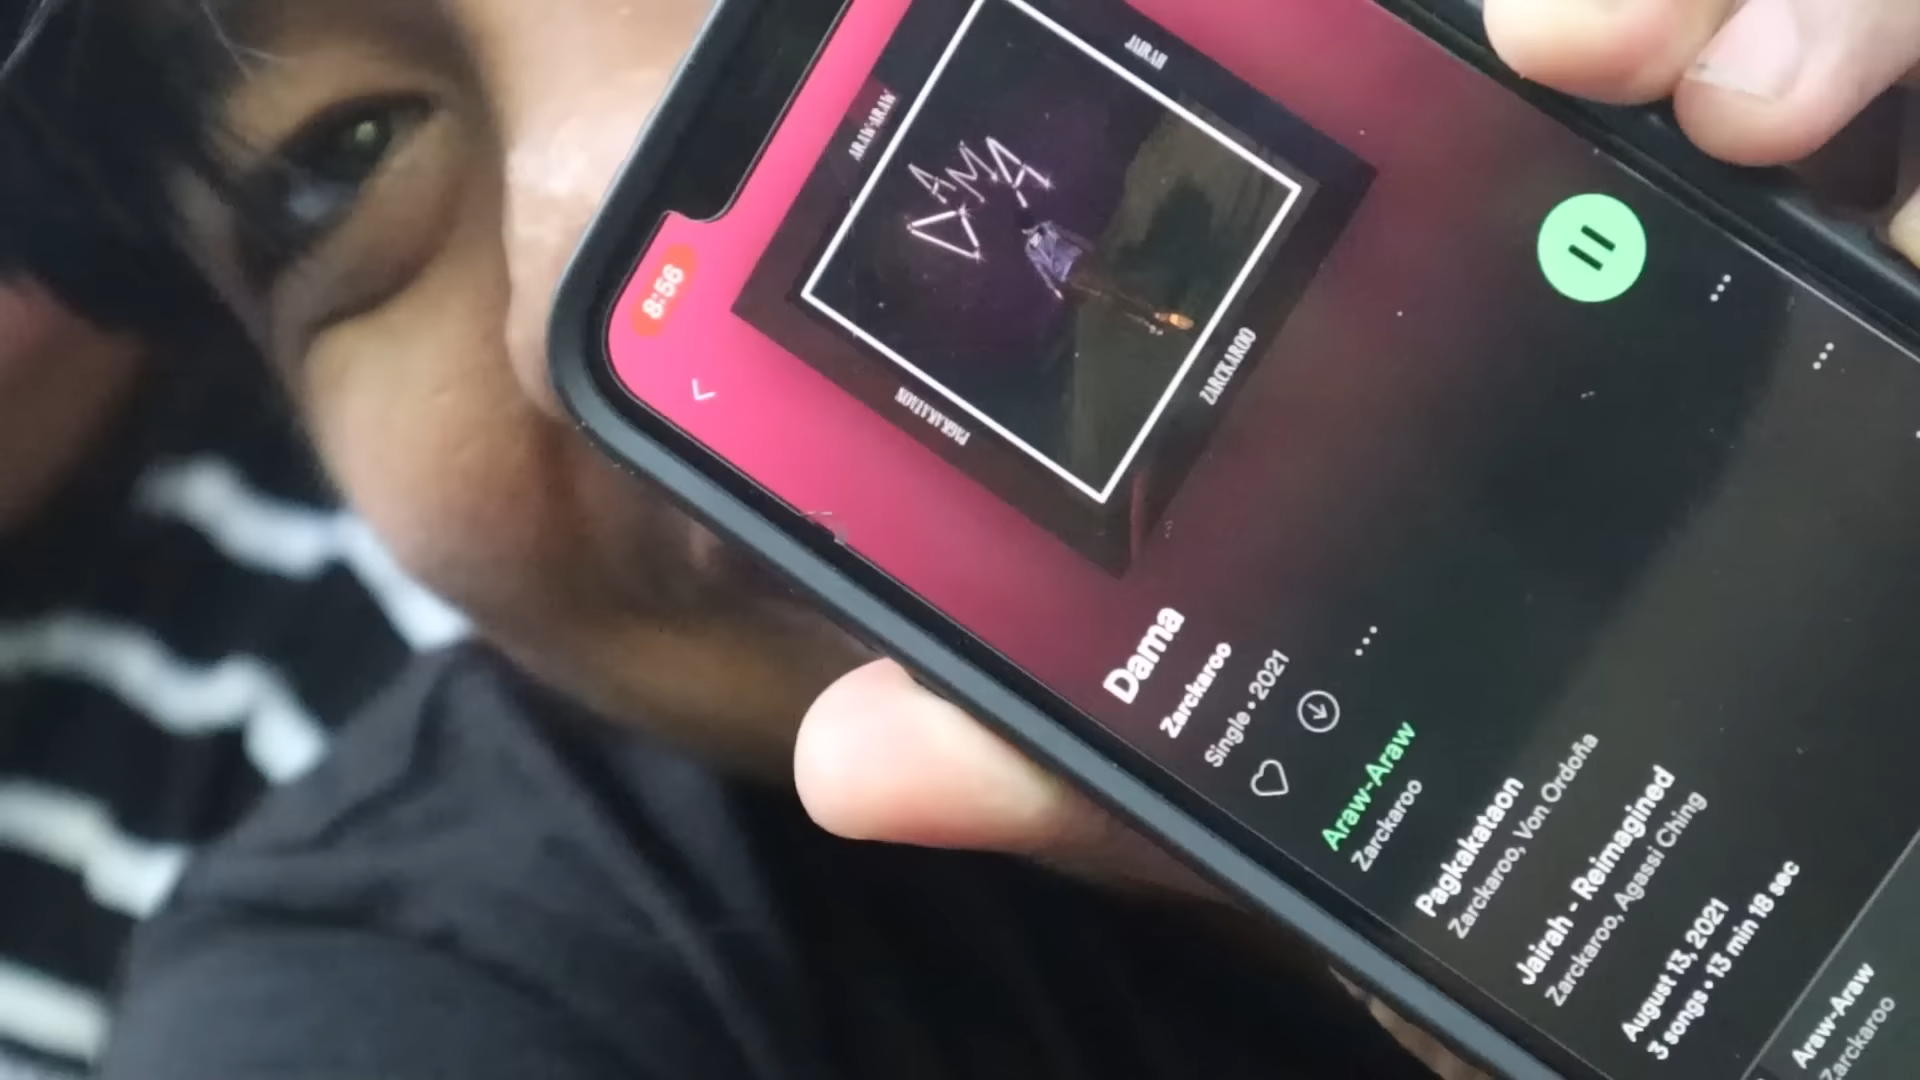 8:56
JAIRAH
ARAW-ARAW
DAMA
ZARCKAROO
PAGKAKATAON
Dama
Zarckaroo
Single • 2021
Araw-Araw
Zarckaroo
Pagkakataon
Zarckaroo, Von Ordoña
Jairah - Reimagined
Zarckaroo, Agassi Ching
August 13, 2021
3 songs • 13 min 18 sec
Araw-Araw
Zarckaroo